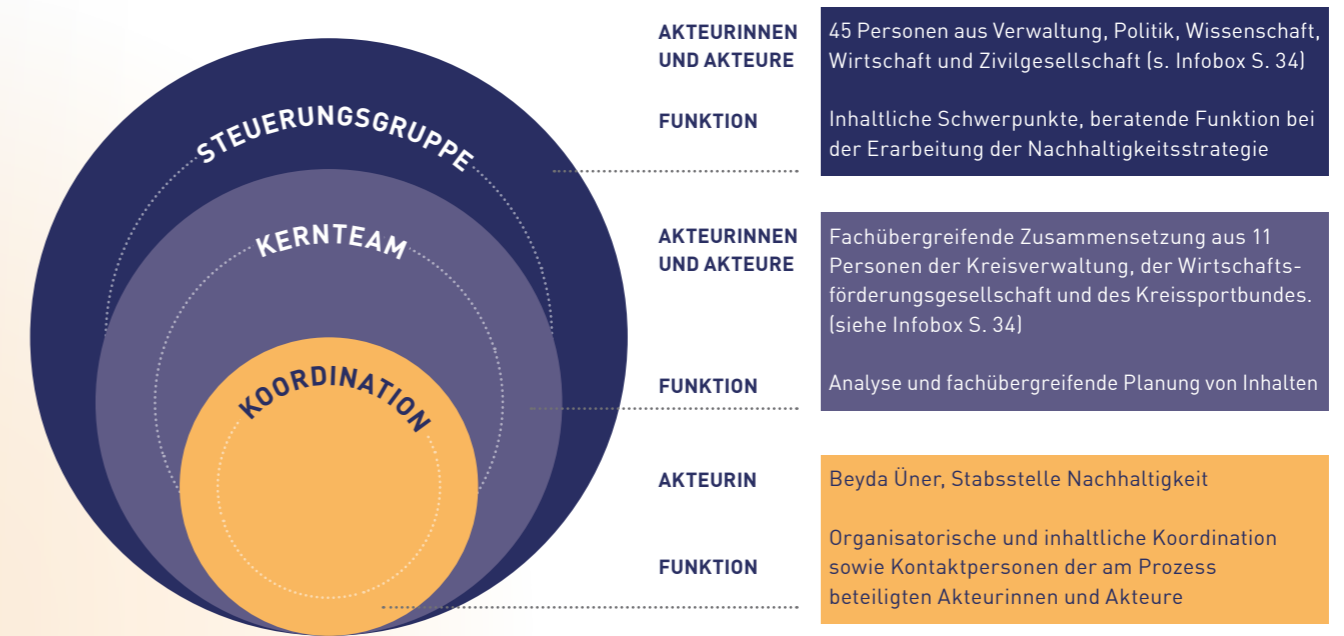 STEUERUNGSGRUPPE
AKTEURINNEN
UND AKTEURE
45 Personen aus Verwaltung, Politik, Wissenschaft,
Wirtschaft und Zivilgesellschaft (s. Infobox S. 34)
FUNKTION
Inhaltliche Schwerpunkte, beratende Funktion bei
der Erarbeitung der Nachhaltigkeitsstrategie
KERNTEAM
AKTEURINNEN
UND AKTEURE
Fachübergreifende Zusammensetzung aus 11
Personen der Kreisverwaltung, der Wirtschafts-
förderungsgesellschaft und des Kreissportbundes.
(siehe Infobox S. 34)
FUNKTION
Analyse und fachübergreifende Planung von Inhalten
KOORDINATION
AKTEURIN
Beyda Üner, Stabsstelle Nachhaltigkeit
FUNKTION
Organisatorische und inhaltliche Koordination
sowie Kontaktpersonen der am Prozess
beteiligten Akteurinnen und Akteure